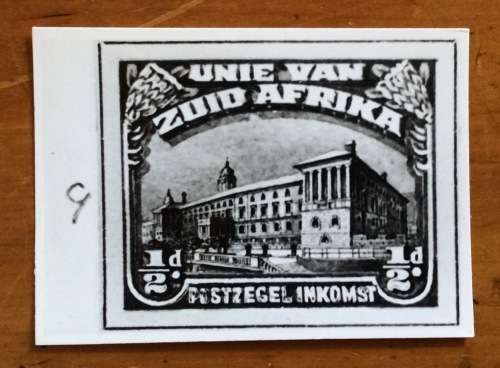 UNIE VAN
ZUID AFRIKA
9
½d. ½d.
POSTZEGEL INKOMST